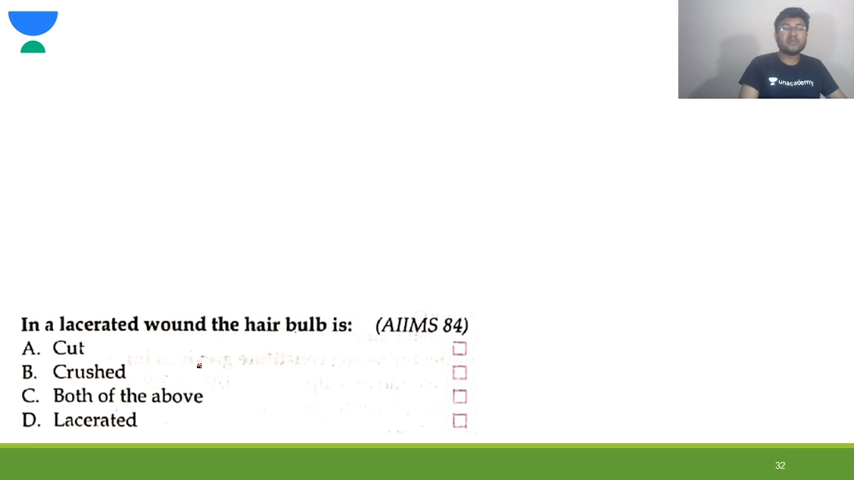 unacademy
In a lacerated wound the hair bulb is: (AIIMS 84)
A. Cut
B. Crushed
C. Both of the above
D. Lacerated
32